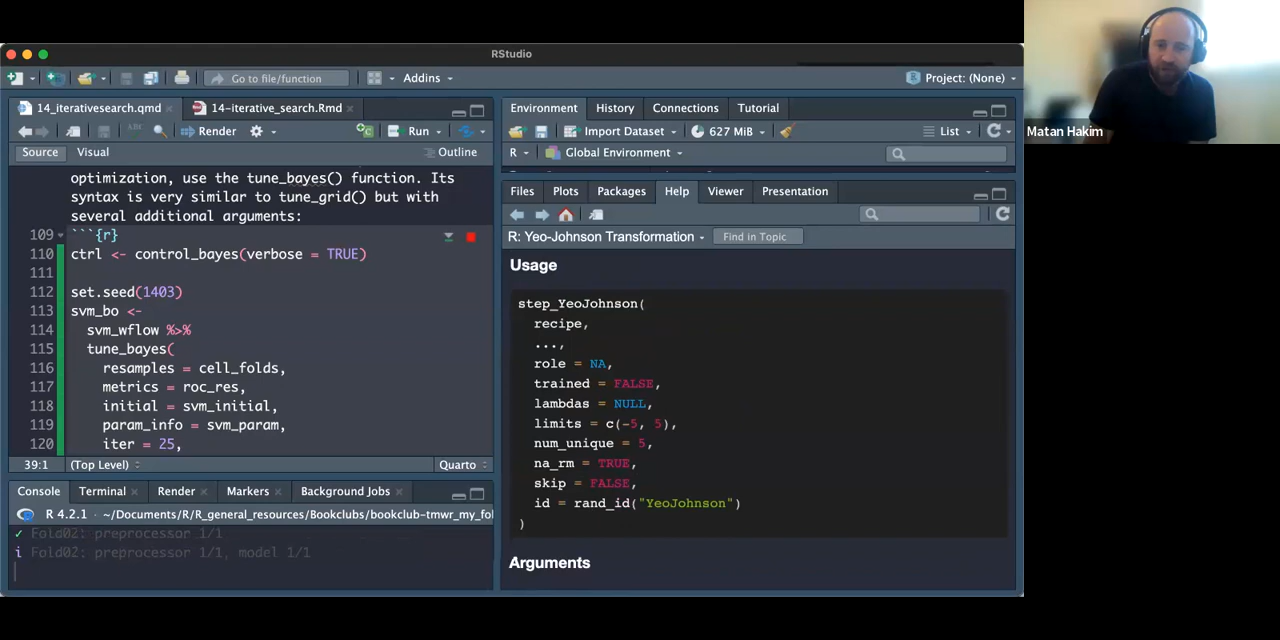 RStudio
Go to file/function
Addins
Project: (None)
14_iterativesearch.qmd
14-iterative_search.Rmd
Render
Run
Source
Visual
Outline
optimization, use the tune_bayes() function. Its
syntax is very similar to tune_grid() but with
several additional arguments:
109 ```{r}
110 ctrl <- control_bayes(verbose = TRUE)
111
112 set.seed(1403)
113 svm_bo <-
114 svm_wflow %>%
115 tune_bayes(
116 resamples = cell_folds,
117 metrics = roc_res,
118 initial = svm_initial,
119 param_info = svm_param,
120 iter = 25,
39:1
(Top Level)
Quarto
Console
Terminal
Render
Markers
Background Jobs
R 4.2.1 · ~/Documents/R/R_general_resources/Bookclubs/bookclub-tmwr_my_fol
✓ Fold02: preprocessor 1/1
i Fold02: preprocessor 1/1, model 1/1
Environment
History
Connections
Tutorial
Import Dataset
627 MiB
List
R
Global Environment
Files
Plots
Packages
Help
Viewer
Presentation
R: Yeo-Johnson Transformation
Find in Topic
Usage
step_YeoJohnson(
recipe,
...,
role = NA,
trained = FALSE,
lambdas = NULL,
limits = c(-5, 5),
num_unique = 5,
na_rm = TRUE,
skip = FALSE,
id = rand_id("YeoJohnson")
)
Arguments
Matan Hakim